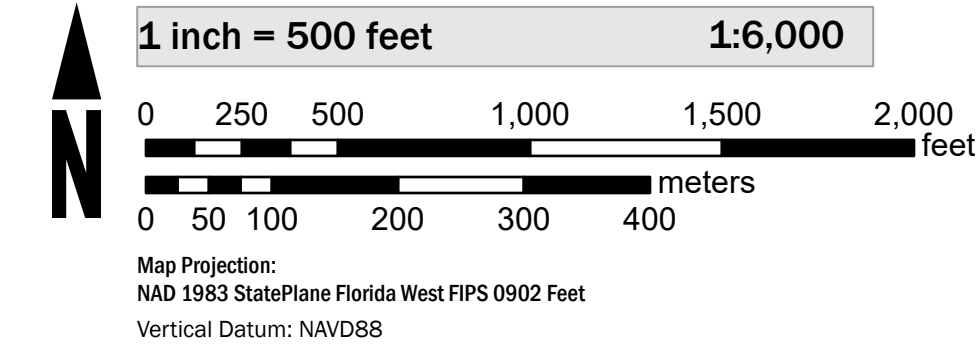 1 inch = 500 feet 1:6,000
0 250 500 1,000 1,500 2,000
feet
meters
0 50 100 200 300 400
N
Map Projection:
NAD 1983 StatePlane Florida West FIPS 0902 Feet
Vertical Datum: NAVD88